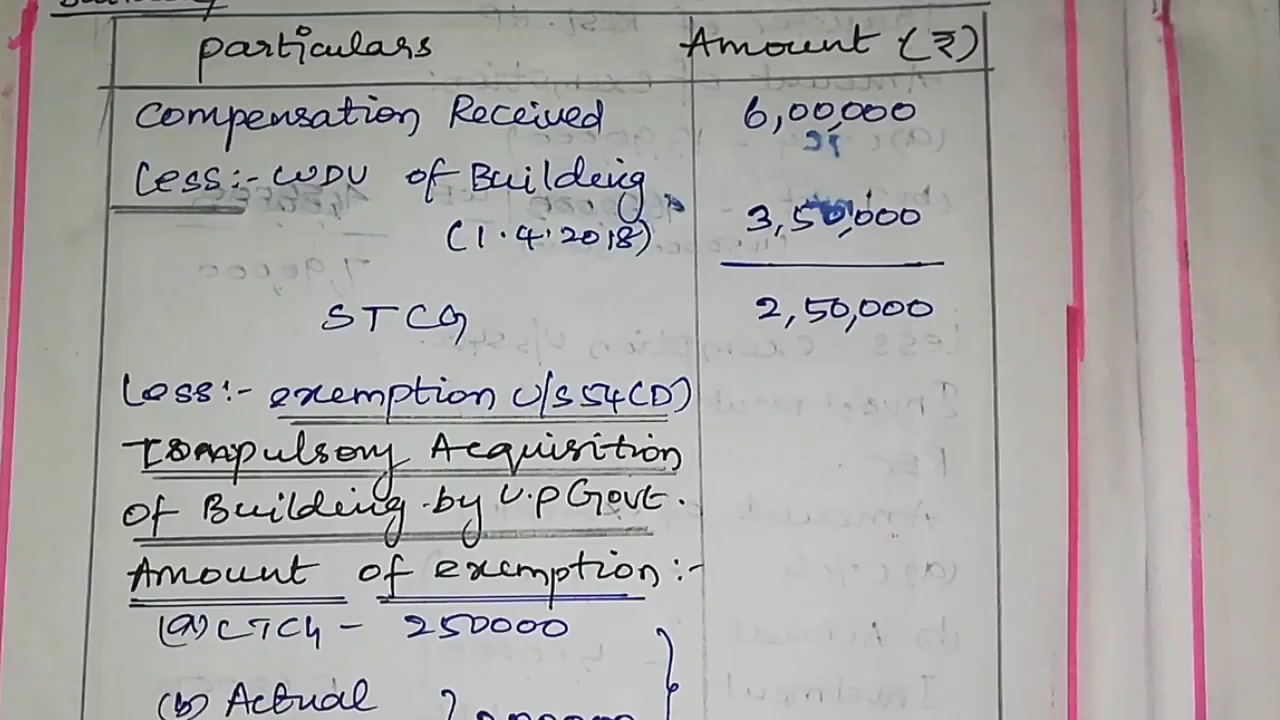 Particulars Amount (₹)
Compensation Received 6,00,000
Less:- WDV of Building
(1.4.2018) 3,50,000
STCG 2,50,000
Less:- exemption U/S 54(D)
Compulsory Acquisition
of Building by U.P Govt.
Amount of exemption:-
(a) CTCG - 250000
(b) Actual